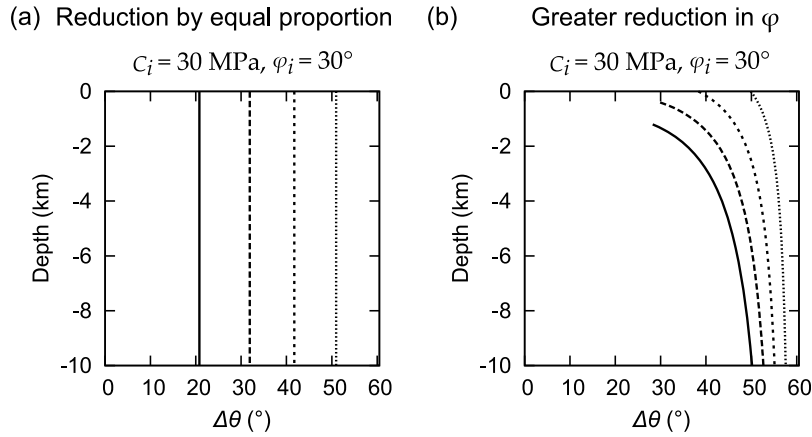 (a) Reduction by equal proportion
C_i = 30 MPa, φ_i = 30°
0
-2
-4
-6
-8
-10
Depth (km)
0 10 20 30 40 50 60
Δθ (°)
(b) Greater reduction in φ
C_i = 30 MPa, φ_i = 30°
0
-2
-4
-6
-8
-10
Depth (km)
0 10 20 30 40 50 60
Δθ (°)